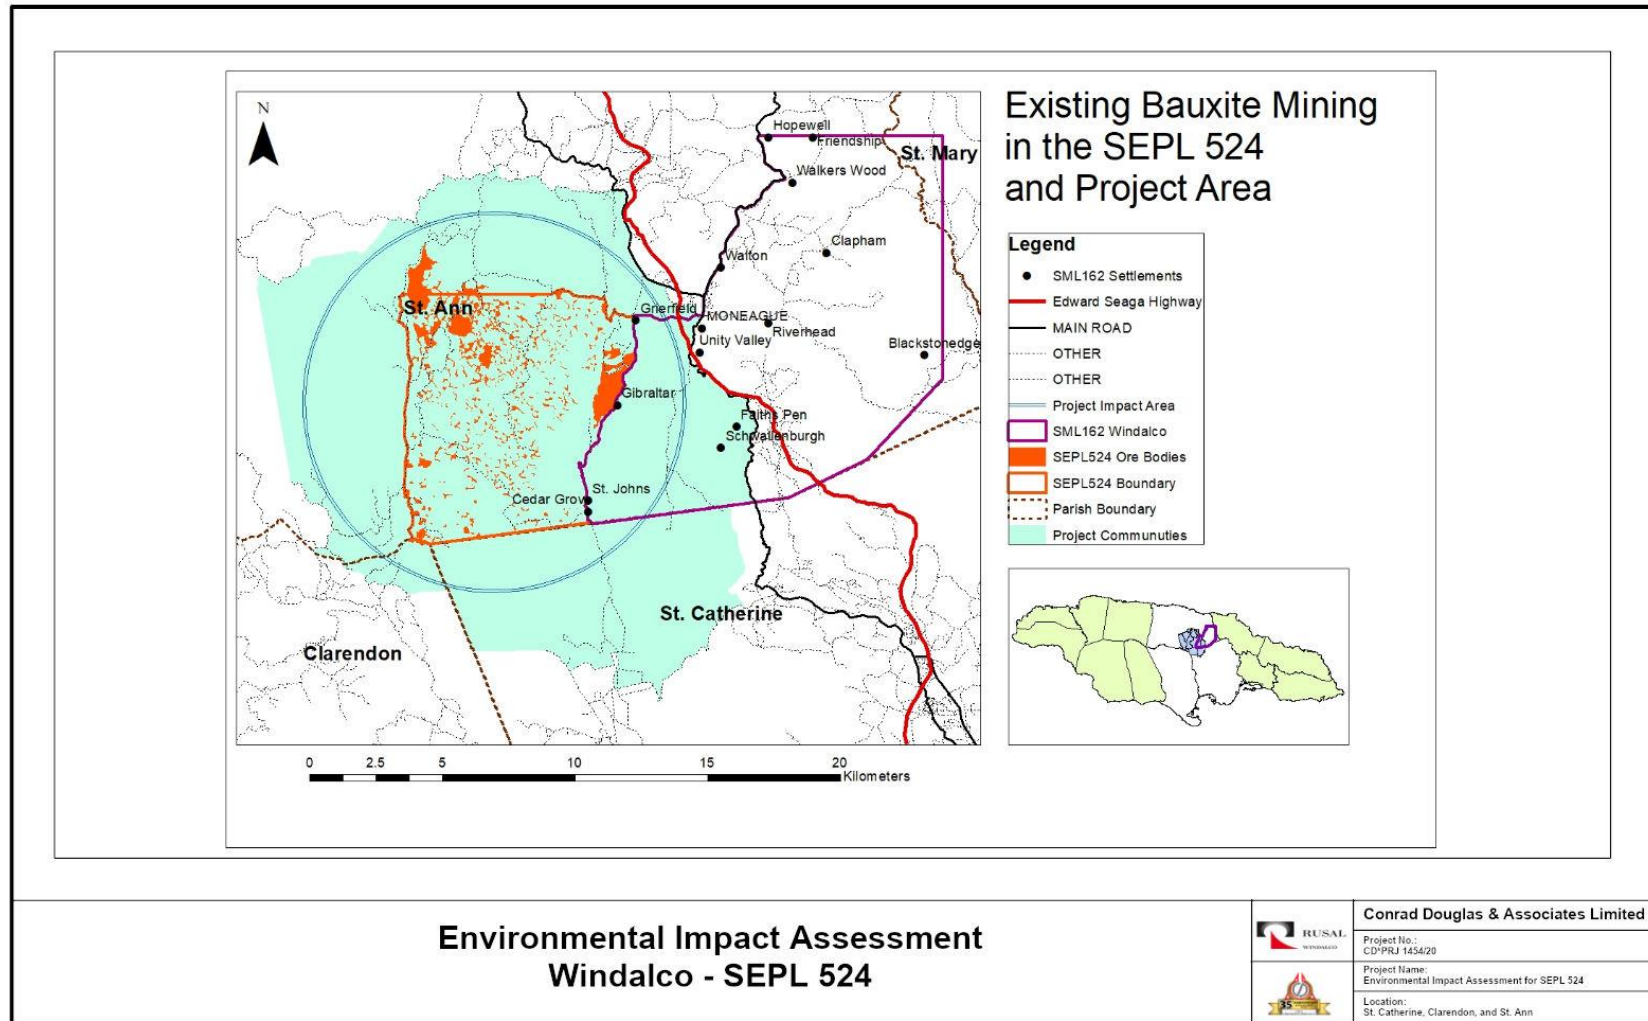 Existing Bauxite Mining
in the SEPL 524
and Project Area
N
Hopewell
Friendship
St. Mary
Walkers Wood
Clapham
Walton
St. Ann
Grierfield
MONEAGUE
Riverhead
Unity Valley
Blackstonedge
Gibraltar
Faiths Pen
Schwallenburgh
St. Johns
Cedar Grov
St. Catherine
Clarendon
0 2.5 5 10 15 20
Kilometers
Legend
SML162 Settlements
Edward Seaga Highway
MAIN ROAD
OTHER
OTHER
Project Impact Area
SML162 Windalco
SEPL524 Ore Bodies
SEPL524 Boundary
Parish Boundary
Project Communuties
Environmental Impact Assessment
Windalco - SEPL 524
RUSAL
WINDALCO
35
Conrad Douglas & Associates Limited
Project No.:
CD*PRJ 1454/20
Project Name:
Environmental Impact Assessment for SEPL 524
Location:
St. Catherine, Clarendon, and St. Ann